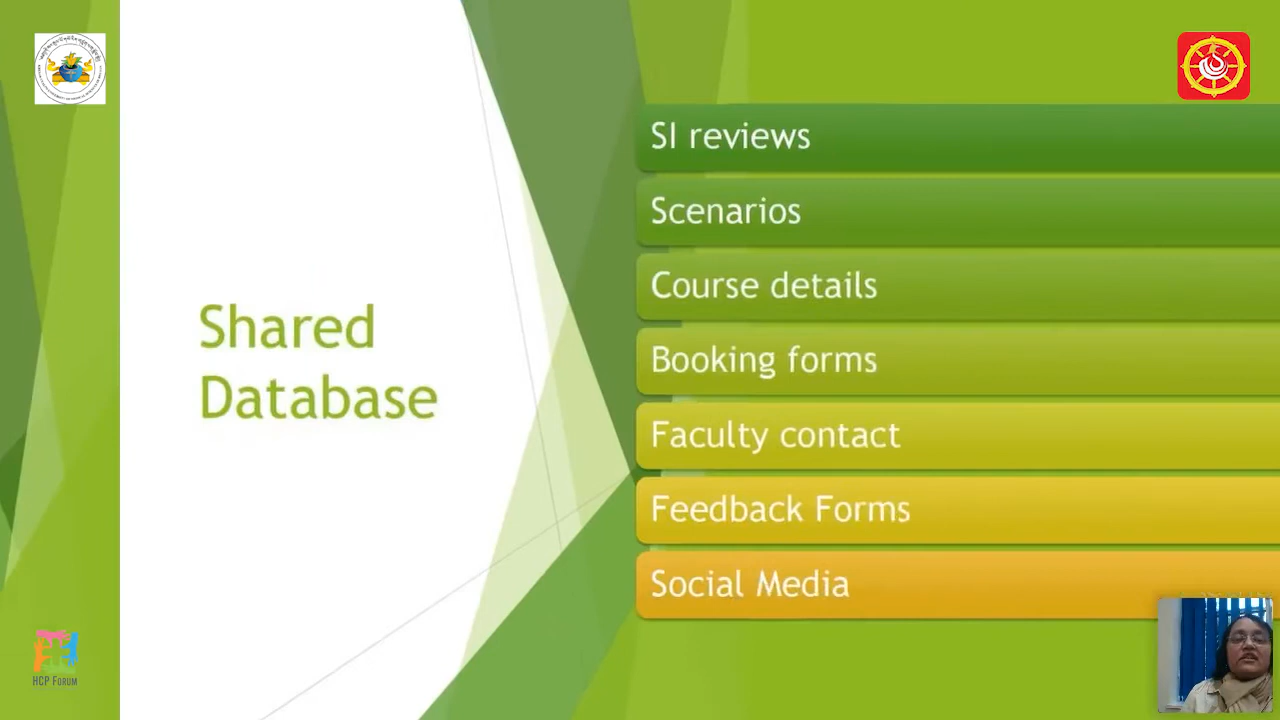 Shared
Database
SI reviews
Scenarios
Course details
Booking forms
Faculty contact
Feedback Forms
Social Media
HCP FORUM